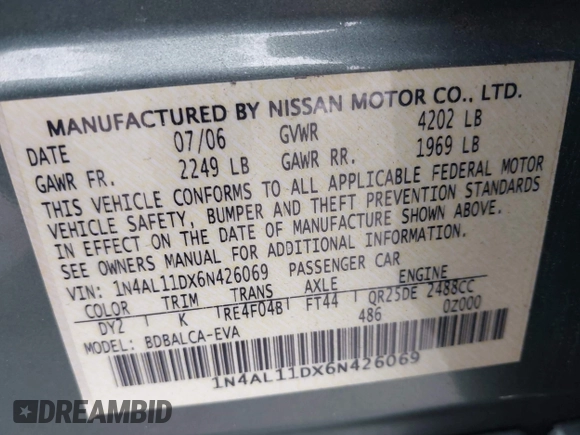 MANUFACTURED BY NISSAN MOTOR CO., LTD.
DATE 07/06 GVWR 4202 LB
GAWR FR. 2249 LB GAWR RR. 1969 LB
THIS VEHICLE CONFORMS TO ALL APPLICABLE FEDERAL MOTOR
VEHICLE SAFETY, BUMPER AND THEFT PREVENTION STANDARDS
IN EFFECT ON THE DATE OF MANUFACTURE SHOWN ABOVE.
SEE OWNERS MANUAL FOR ADDITIONAL INFORMATION.
VIN: 1N4AL11DX6N426069 PASSENGER CAR
COLOR TRIM TRANS AXLE ENGINE
DY2 K RE4F04B FT44 QR25DE 2488CC
MODEL: BDBALCA-EVA 486 0Z000
1N4AL11DX6N426069
DREAMBID